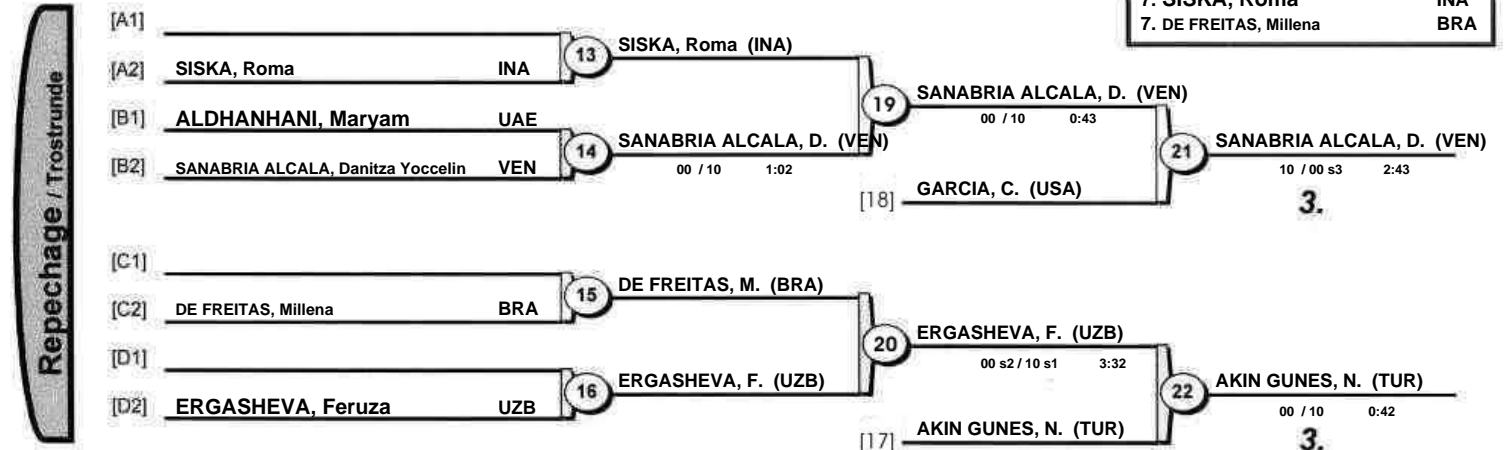 7. SISKA, Roma INA
7. DE FREITAS, Millena BRA
Repechage / Trostrunde
[A1]
[A2] SISKA, Roma INA
13 SISKA, Roma (INA)
[B1] ALDHANHANI, Maryam UAE
[B2] SANABRIA ALCALA, Danitza Yoccelin VEN
14 SANABRIA ALCALA, D. (VEN)
00 / 10 1:02
19 SANABRIA ALCALA, D. (VEN)
00 / 10 0:43
[18] GARCIA, C. (USA)
21 SANABRIA ALCALA, D. (VEN)
10 / 00 s3 2:43
3.
[C1]
[C2] DE FREITAS, Millena BRA
15 DE FREITAS, M. (BRA)
[D1]
[D2] ERGASHEVA, Feruza UZB
16 ERGASHEVA, F. (UZB)
20 ERGASHEVA, F. (UZB)
00 s2 / 10 s1 3:32
[17] AKIN GUNES, N. (TUR)
22 AKIN GUNES, N. (TUR)
00 / 10 0:42
3.